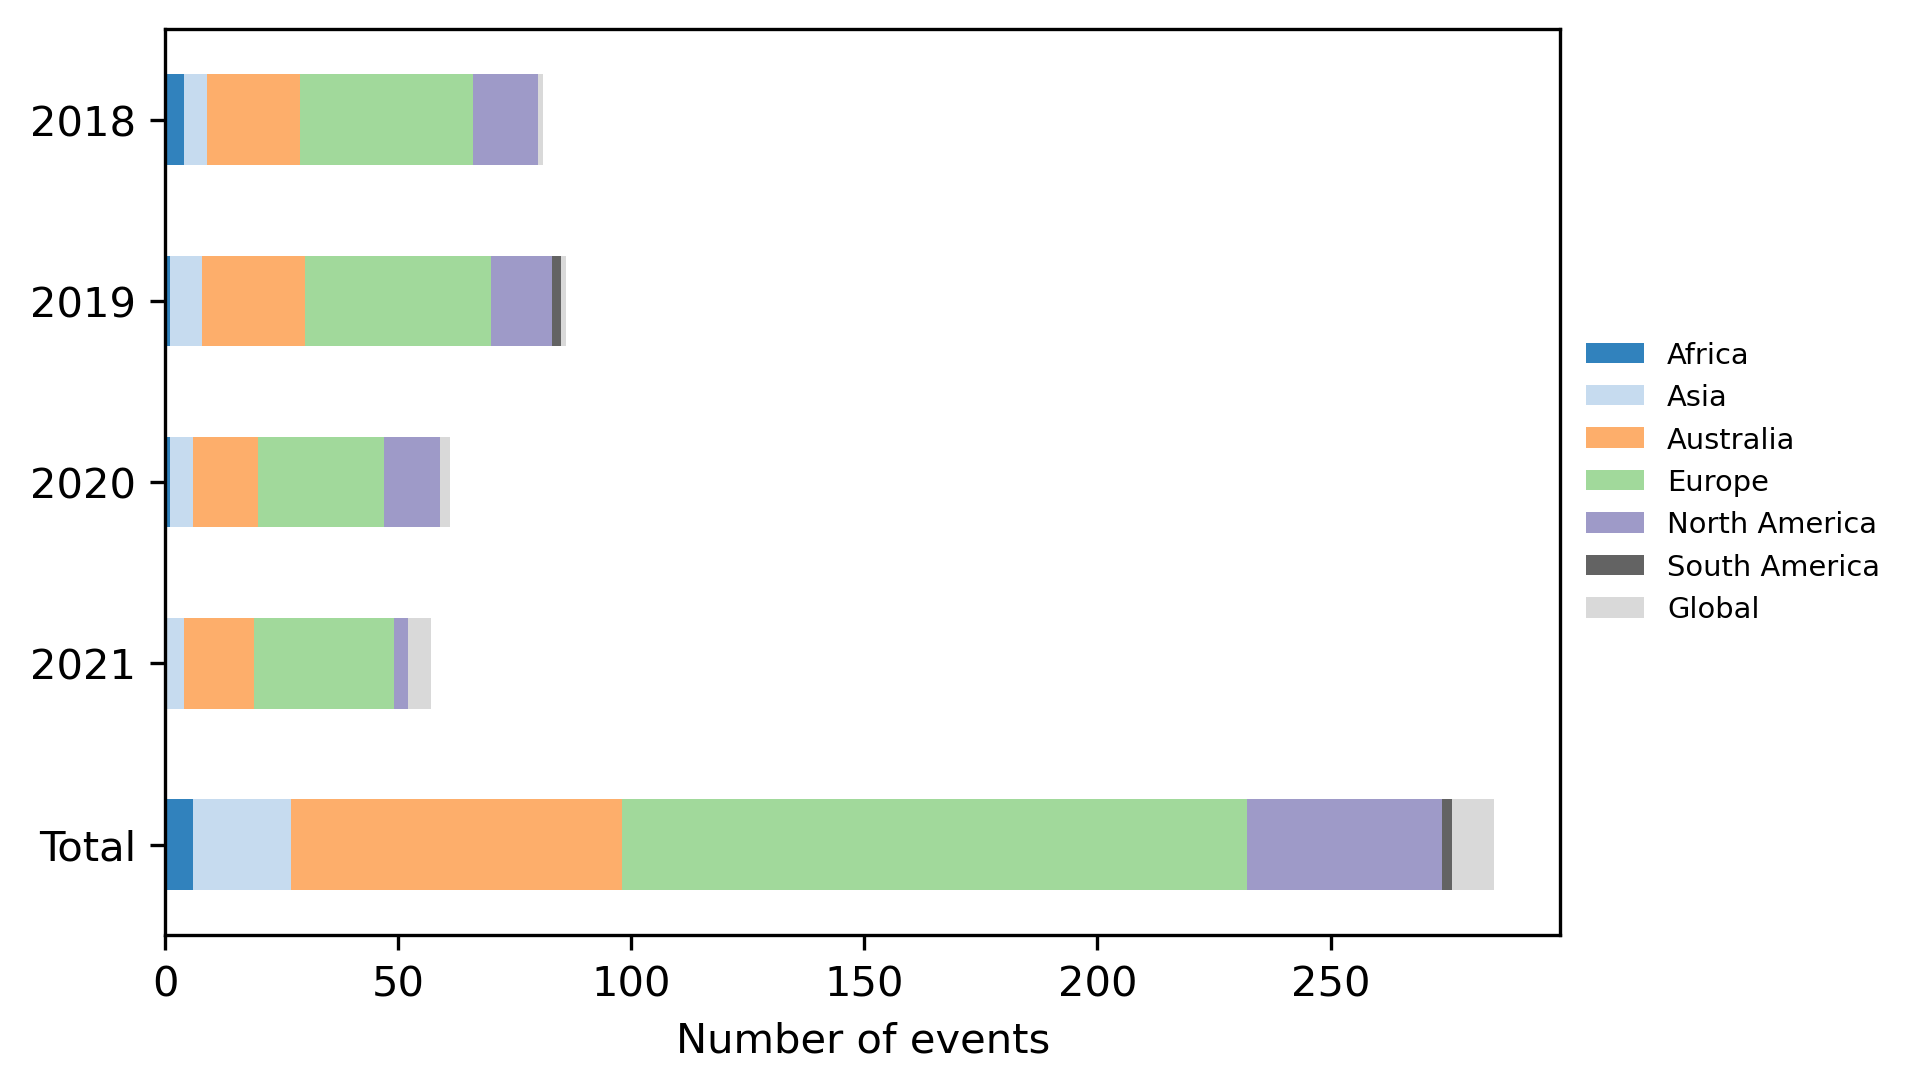 2018
2019
2020
2021
Total
0 50 100 150 200 250
Number of events
Africa
Asia
Australia
Europe
North America
South America
Global